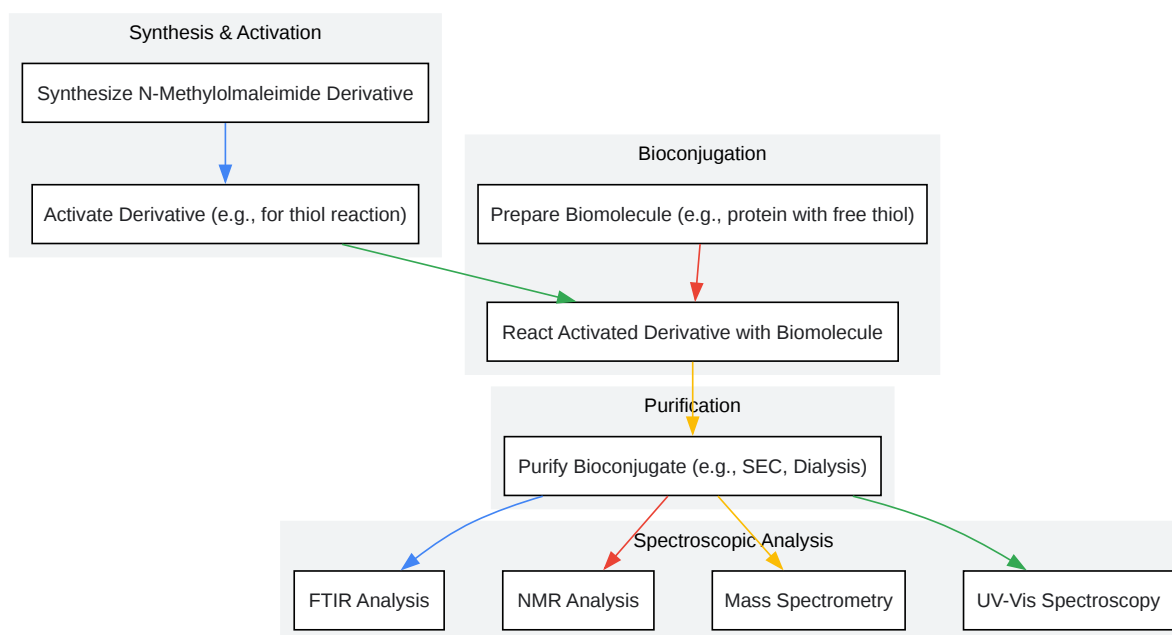 Synthesis & Activation
Synthesize N-Methylolmaleimide Derivative
Activate Derivative (e.g., for thiol reaction)
Bioconjugation
Prepare Biomolecule (e.g., protein with free thiol)
React Activated Derivative with Biomolecule
Purification
Purify Bioconjugate (e.g., SEC, Dialysis)
Spectroscopic Analysis
FTIR Analysis
NMR Analysis
Mass Spectrometry
UV-Vis Spectroscopy